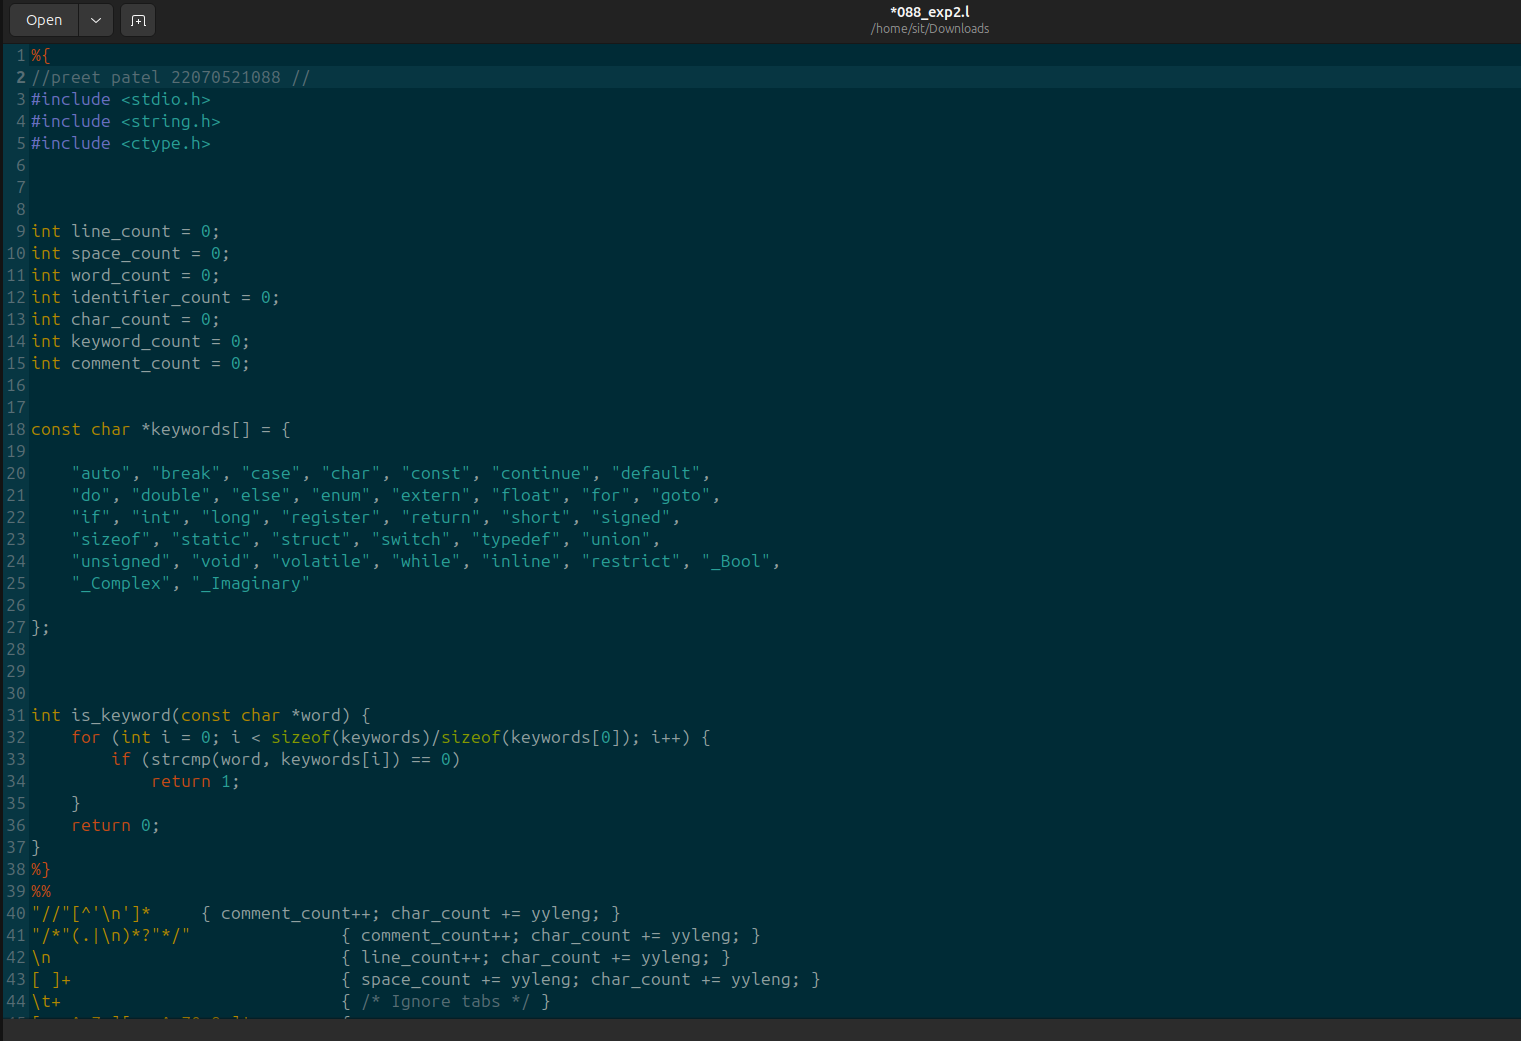 Open
*088_exp2.l
/home/sit/Downloads
1 %{
2 //preet patel 22070521088 //
3 #include <stdio.h>
4 #include <string.h>
5 #include <ctype.h>
6
7
8
9 int line_count = 0;
10 int space_count = 0;
11 int word_count = 0;
12 int identifier_count = 0;
13 int char_count = 0;
14 int keyword_count = 0;
15 int comment_count = 0;
16
17
18 const char *keywords[] = {
19
20     "auto", "break", "case", "char", "const", "continue", "default",
21     "do", "double", "else", "enum", "extern", "float", "for", "goto",
22     "if", "int", "long", "register", "return", "short", "signed",
23     "sizeof", "static", "struct", "switch", "typedef", "union",
24     "unsigned", "void", "volatile", "while", "inline", "restrict", "_Bool",
25     "_Complex", "_Imaginary"
26
27 };
28
29
30
31 int is_keyword(const char *word) {
32     for (int i = 0; i < sizeof(keywords)/sizeof(keywords[0]); i++) {
33         if (strcmp(word, keywords[i]) == 0)
34             return 1;
35     }
36     return 0;
37 }
38 %}
39 %%
40 "//"[^'\n']*     { comment_count++; char_count += yyleng; }
41 "/*"(.|\n)*?"*/"               { comment_count++; char_count += yyleng; }
42 \n                             { line_count++; char_count += yyleng; }
43 [ ]+                           { space_count += yyleng; char_count += yyleng; }
44 \t+                            { /* Ignore tabs */ }